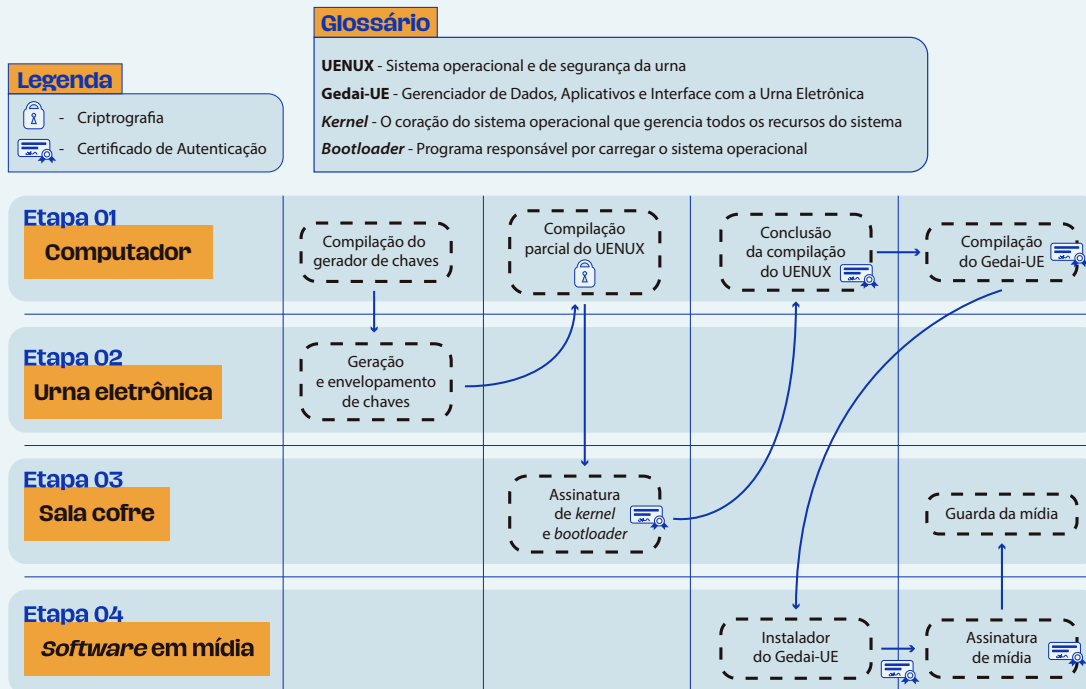 Glossário
UENUX - Sistema operacional e de segurança da urna
Gedai-UE - Gerenciador de Dados, Aplicativos e Interface com a Urna Eletrônica
Kernel - O coração do sistema operacional que gerencia todos os recursos do sistema
Bootloader - Programa responsável por carregar o sistema operacional
Legenda
- Criptrografia
- Certificado de Autenticação
Etapa 01
Computador
Compilação do
gerador de chaves
Compilação
parcial do UENUX
Conclusão
da compilação
do UENUX
Compilação
do Gedai-UE
Etapa 02
Urna eletrônica
Geração
e envelopamento
de chaves
Etapa 03
Sala cofre
Assinatura
de kernel
e bootloader
Guarda da mídia
Etapa 04
Software em mídia
Instalador
do Gedai-UE
Assinatura
de mídia